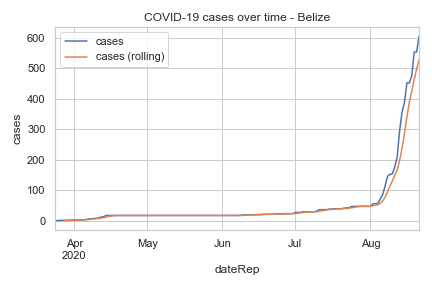 COVID-19 cases over time - Belize
cases
cases (rolling)
600
500
400
300
200
100
0
cases
Apr
2020
May
Jun
Jul
Aug
dateRep